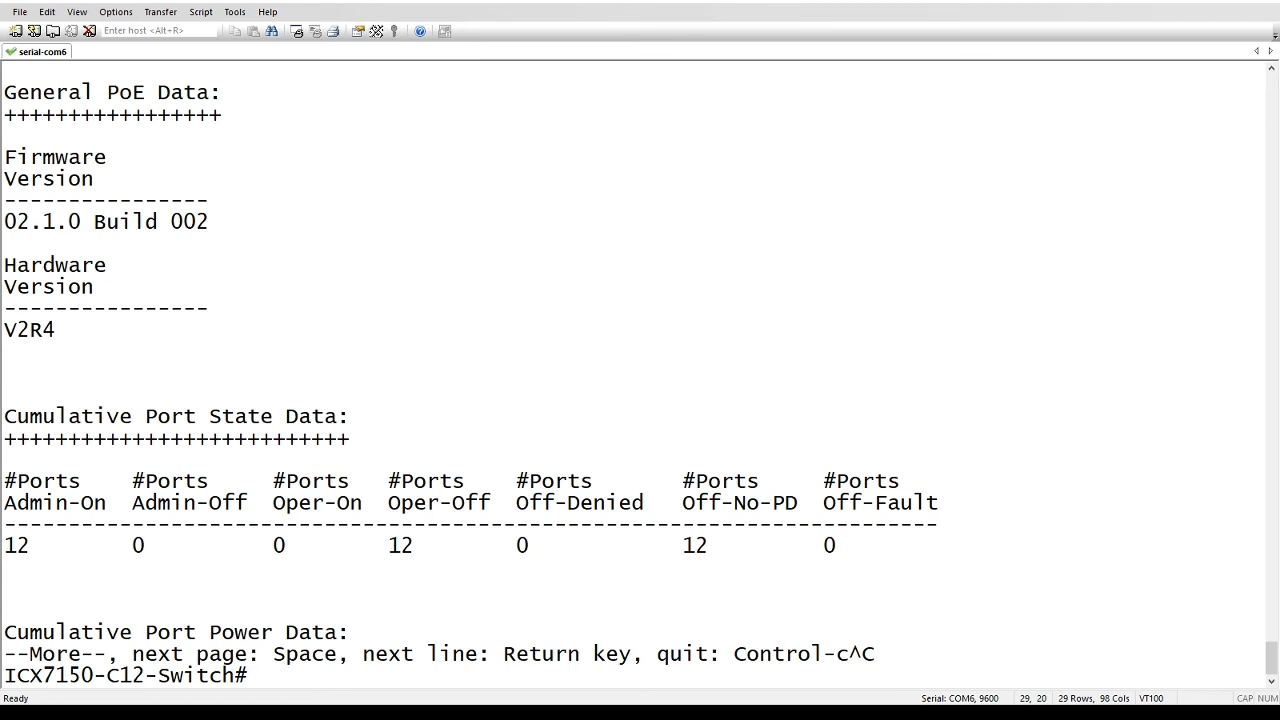 File Edit View Options Transfer Script Tools Help
Enter host <Alt+R>
serial-com6
General PoE Data:
+++++++++++++++++
Firmware
Version
----------------
02.1.0 Build 002
Hardware
Version
----------------
V2R4
Cumulative Port State Data:
+++++++++++++++++++++++++++
#Ports #Ports #Ports #Ports #Ports #Ports #Ports
Admin-On Admin-Off Oper-On Oper-Off Off-Denied Off-No-PD Off-Fault
-------------------------------------------------------------------------
12 0 0 12 0 12 0
Cumulative Port Power Data:
--More--, next page: Space, next line: Return key, quit: Control-c^C
ICX7150-C12-Switch#
Ready Serial: COM6, 9600 29, 20 29 Rows, 98 Cols VT100 CAP NUM